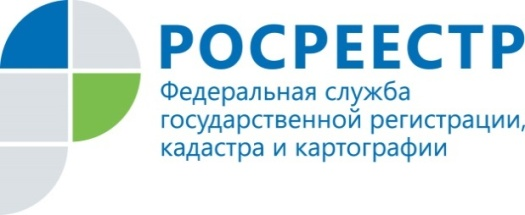 РОСРЕЕСТР
Федеральная служба
государственной регистрации,
кадастра и картографии